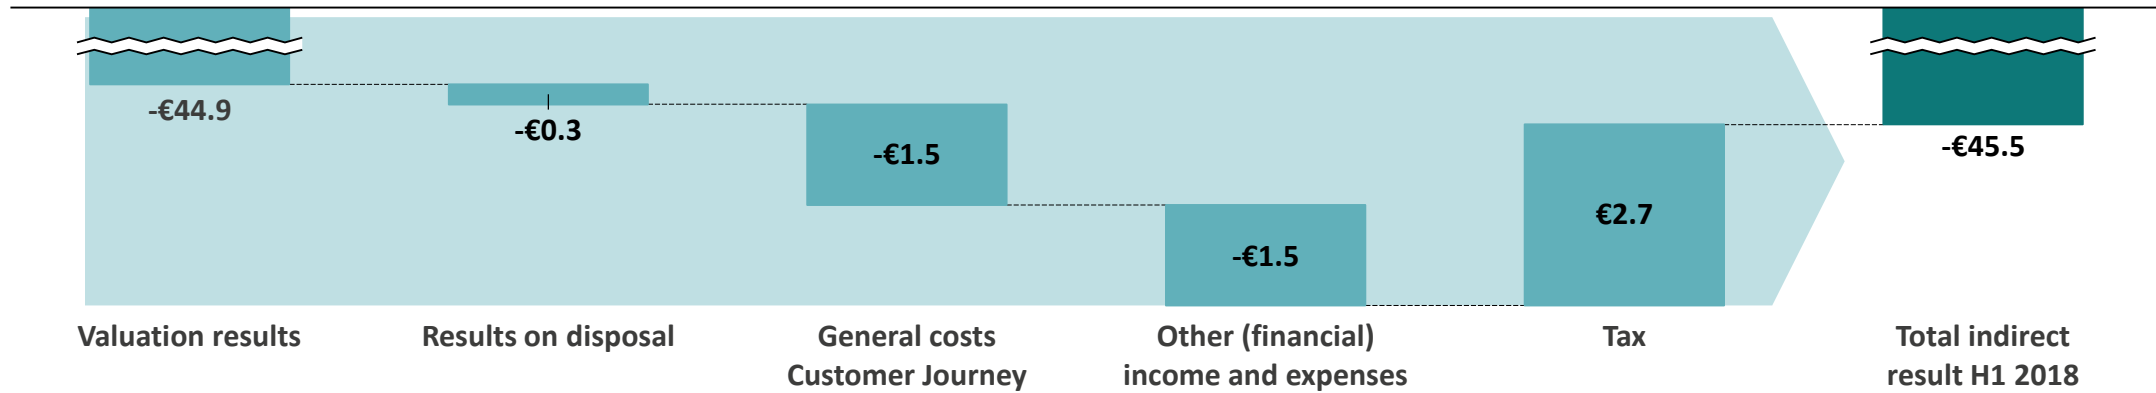 -€44.9
-€0.3
-€1.5
-€1.5
€2.7
-€45.5
Valuation results
Results on disposal
General costs
Customer Journey
Other (financial)
income and expenses
Tax
Total indirect
result H1 2018